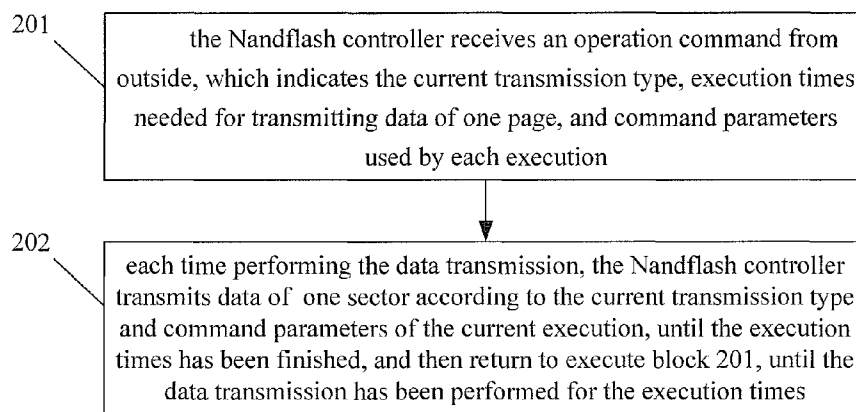 201
the Nandflash controller receives an operation command from
outside, which indicates the current transmission type, execution times
needed for transmitting data of one page, and command parameters
used by each execution
202
each time performing the data transmission, the Nandflash controller
transmits data of one sector according to the current transmission type
and command parameters of the current execution, until the execution
times has been finished, and then return to execute block 201, until the
data transmission has been performed for the execution times